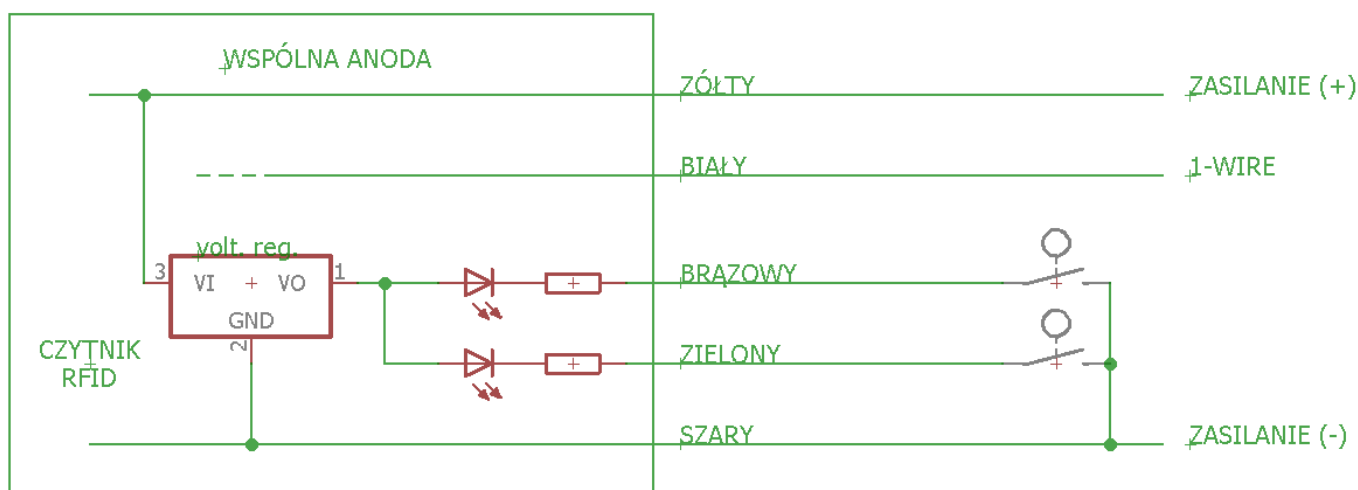 WSPÓLNA ANODA
ZÓŁTY
ZASILANIE (+)
BIAŁY
1-WIRE
volt. reg.
3
VI
VO
1
GND
2
BRĄZOWY
CZYTNIK
RFID
ZIELONY
SZARY
ZASILANIE (-)